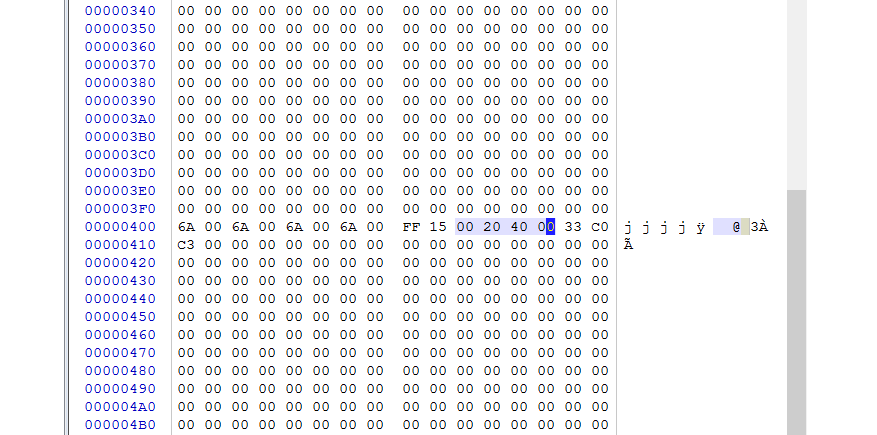 00000340 00 00 00 00 00 00 00 00 00 00 00 00 00 00 00 00
00000350 00 00 00 00 00 00 00 00 00 00 00 00 00 00 00 00
00000360 00 00 00 00 00 00 00 00 00 00 00 00 00 00 00 00
00000370 00 00 00 00 00 00 00 00 00 00 00 00 00 00 00 00
00000380 00 00 00 00 00 00 00 00 00 00 00 00 00 00 00 00
00000390 00 00 00 00 00 00 00 00 00 00 00 00 00 00 00 00
000003A0 00 00 00 00 00 00 00 00 00 00 00 00 00 00 00 00
000003B0 00 00 00 00 00 00 00 00 00 00 00 00 00 00 00 00
000003C0 00 00 00 00 00 00 00 00 00 00 00 00 00 00 00 00
000003D0 00 00 00 00 00 00 00 00 00 00 00 00 00 00 00 00
000003E0 00 00 00 00 00 00 00 00 00 00 00 00 00 00 00 00
000003F0 00 00 00 00 00 00 00 00 00 00 00 00 00 00 00 00
00000400 6A 00 6A 00 6A 00 6A 00 FF 15 00 20 40 00 33 C0 j j j j ÿ @ 3À
00000410 C3 00 00 00 00 00 00 00 00 00 00 00 00 00 00 00 Ã
00000420 00 00 00 00 00 00 00 00 00 00 00 00 00 00 00 00
00000430 00 00 00 00 00 00 00 00 00 00 00 00 00 00 00 00
00000440 00 00 00 00 00 00 00 00 00 00 00 00 00 00 00 00
00000450 00 00 00 00 00 00 00 00 00 00 00 00 00 00 00 00
00000460 00 00 00 00 00 00 00 00 00 00 00 00 00 00 00 00
00000470 00 00 00 00 00 00 00 00 00 00 00 00 00 00 00 00
00000480 00 00 00 00 00 00 00 00 00 00 00 00 00 00 00 00
00000490 00 00 00 00 00 00 00 00 00 00 00 00 00 00 00 00
000004A0 00 00 00 00 00 00 00 00 00 00 00 00 00 00 00 00
000004B0 00 00 00 00 00 00 00 00 00 00 00 00 00 00 00 00